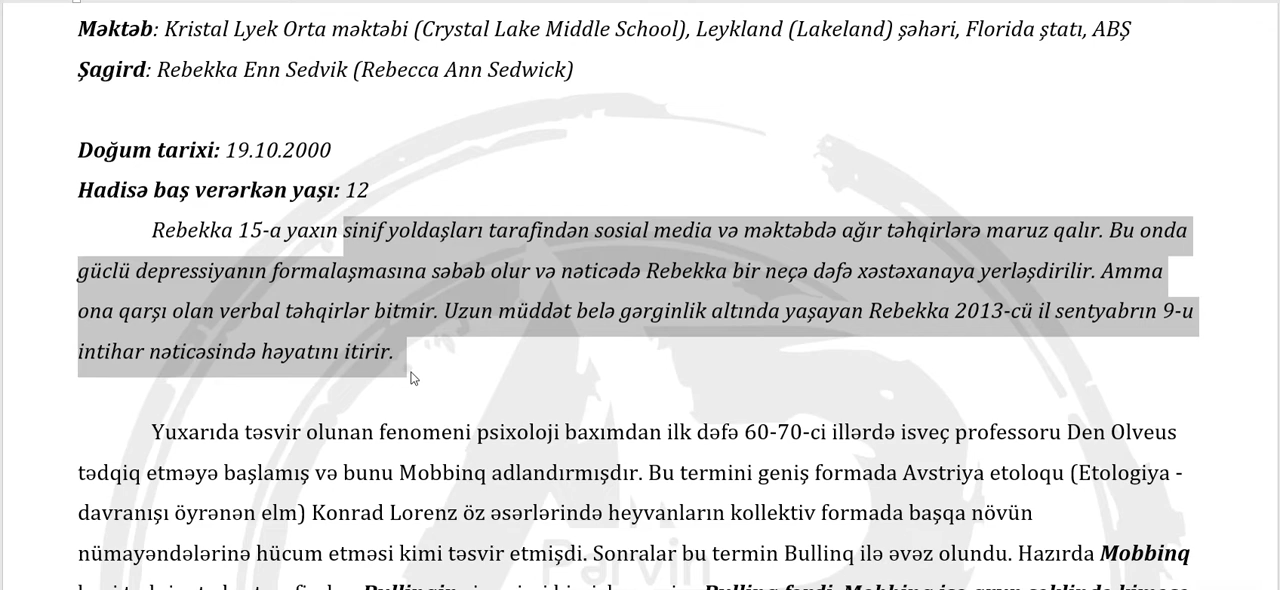 Məktəb: Kristal Lyek Orta məktəbi (Crystal Lake Middle School), Leykland (Lakeland) şəhəri, Florida ştatı, ABŞ
Şagird: Rebekka Enn Sedvik (Rebecca Ann Sedwick)
Doğum tarixi: 19.10.2000
Hadisə baş verərkən yaşı: 12
Rebekka 15-a yaxın sinif yoldaşları tarafindən sosial media və məktəbdə ağır təhqirlərə maruz qalır. Bu onda
güclü depressiyanın formalaşmasına səbəb olur və nəticədə Rebekka bir neçə dəfə xəstəxanaya yerləşdirilir. Amma
ona qarşı olan verbal təhqirlər bitmir. Uzun müddət belə gərginlik altında yaşayan Rebekka 2013-cü il sentyabrın 9-u
intihar nəticəsində həyatını itirir.
Yuxarıda təsvir olunan fenomeni psixoloji baxımdan ilk dəfə 60-70-ci illərdə isveç professoru Den Olveus
tədqiq etməyə başlamış və bunu Mobbinq adlandırmışdır. Bu termini geniş formada Avstriya etoloqu (Etologiya -
davranışı öyrənən elm) Konrad Lorenz öz əsərlərində heyvanların kollektiv formada başqa növün
nümayəndələrinə hücum etməsi kimi təsvir etmişdi. Sonralar bu termin Bullinq ilə əvəz olundu. Hazırda Mobbinq
Pərvin